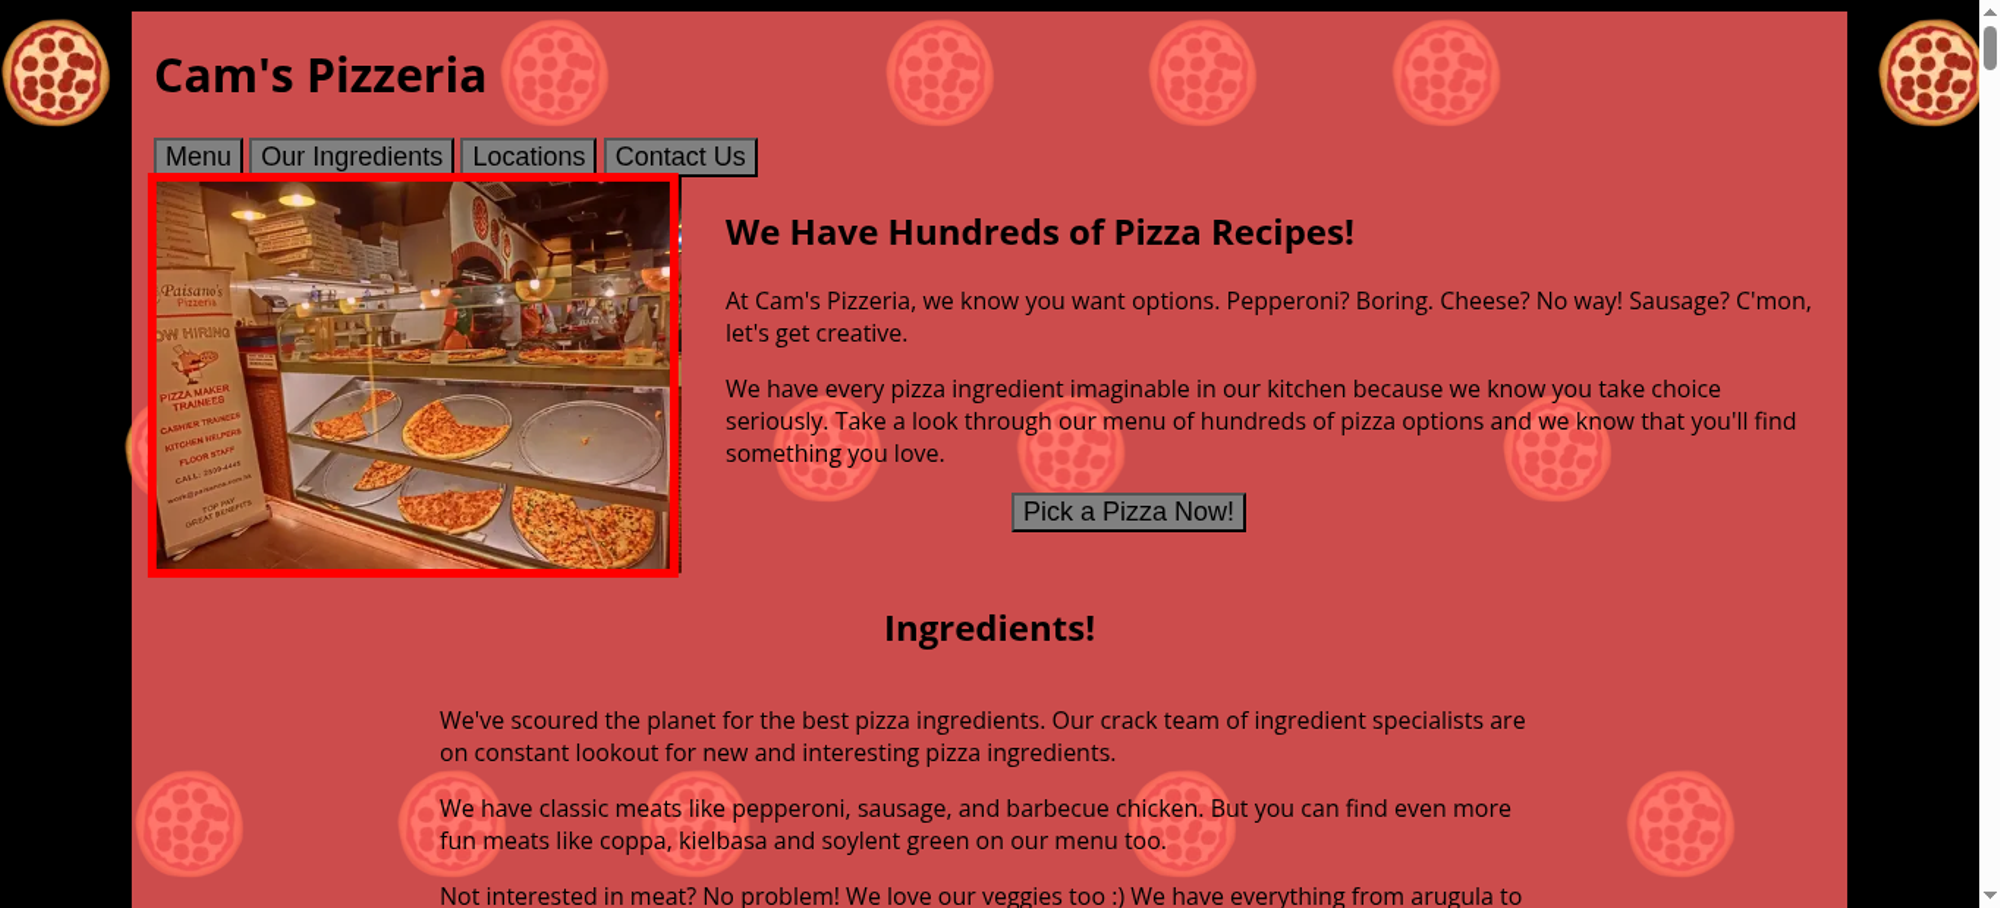 Cam's Pizzeria
Menu
Our Ingredients
Locations
Contact Us
Paisano's
Pizzeria
OW HIRING
PIZZA MAKER
TRAINEES
CASHIER TRAINEES
KITCHEN HELPERS
FLOOR STAFF
CALL: 2509-4445
TOP PAY
GREAT BENEFITS
We Have Hundreds of Pizza Recipes!
At Cam's Pizzeria, we know you want options. Pepperoni? Boring. Cheese? No way! Sausage? C'mon,
let's get creative.
We have every pizza ingredient imaginable in our kitchen because we know you take choice
seriously. Take a look through our menu of hundreds of pizza options and we know that you'll find
something you love.
Pick a Pizza Now!
Ingredients!
We've scoured the planet for the best pizza ingredients. Our crack team of ingredient specialists are
on constant lookout for new and interesting pizza ingredients.
We have classic meats like pepperoni, sausage, and barbecue chicken. But you can find even more
fun meats like coppa, kielbasa and soylent green on our menu too.
Not interested in meat? No problem! We love our veggies too :) We have everything from arugula to